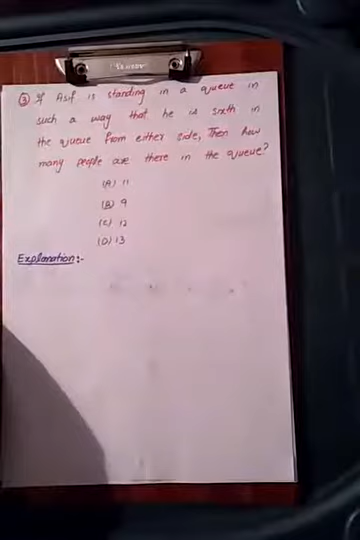 ③ If Asif is standing in a queue in
such a way that he is sixth in
the queue from either side, Then how
many people are there in the queue?
(A) 11
(B) 9
(C) 12
(D) 13
Explanation:-